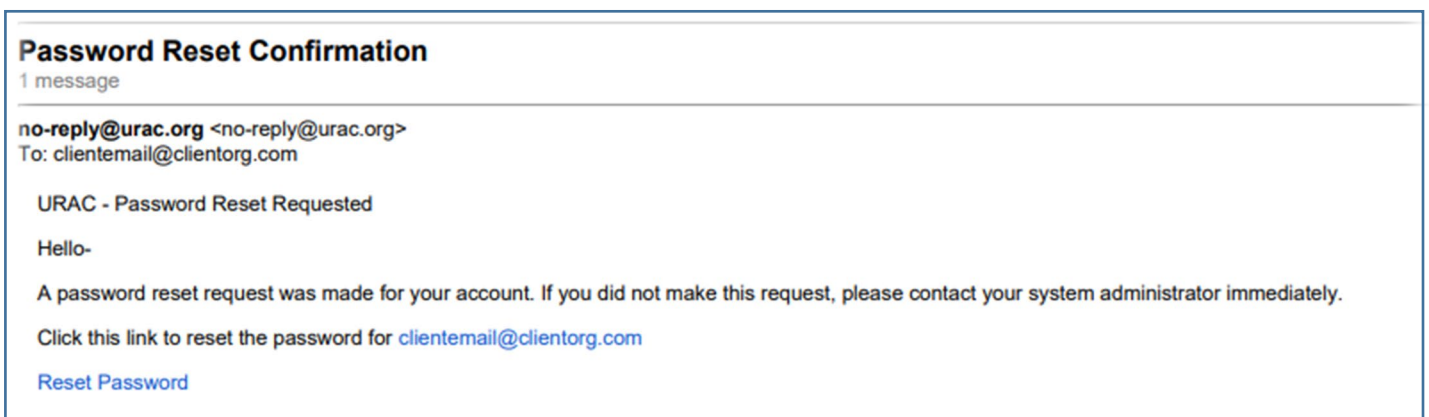 Password Reset Confirmation
1 message
no-reply@urac.org <no-reply@urac.org>
To: clientemail@clientorg.com
URAC - Password Reset Requested
Hello-
A password reset request was made for your account. If you did not make this request, please contact your system administrator immediately.
Click this link to reset the password for clientemail@clientorg.com
Reset Password